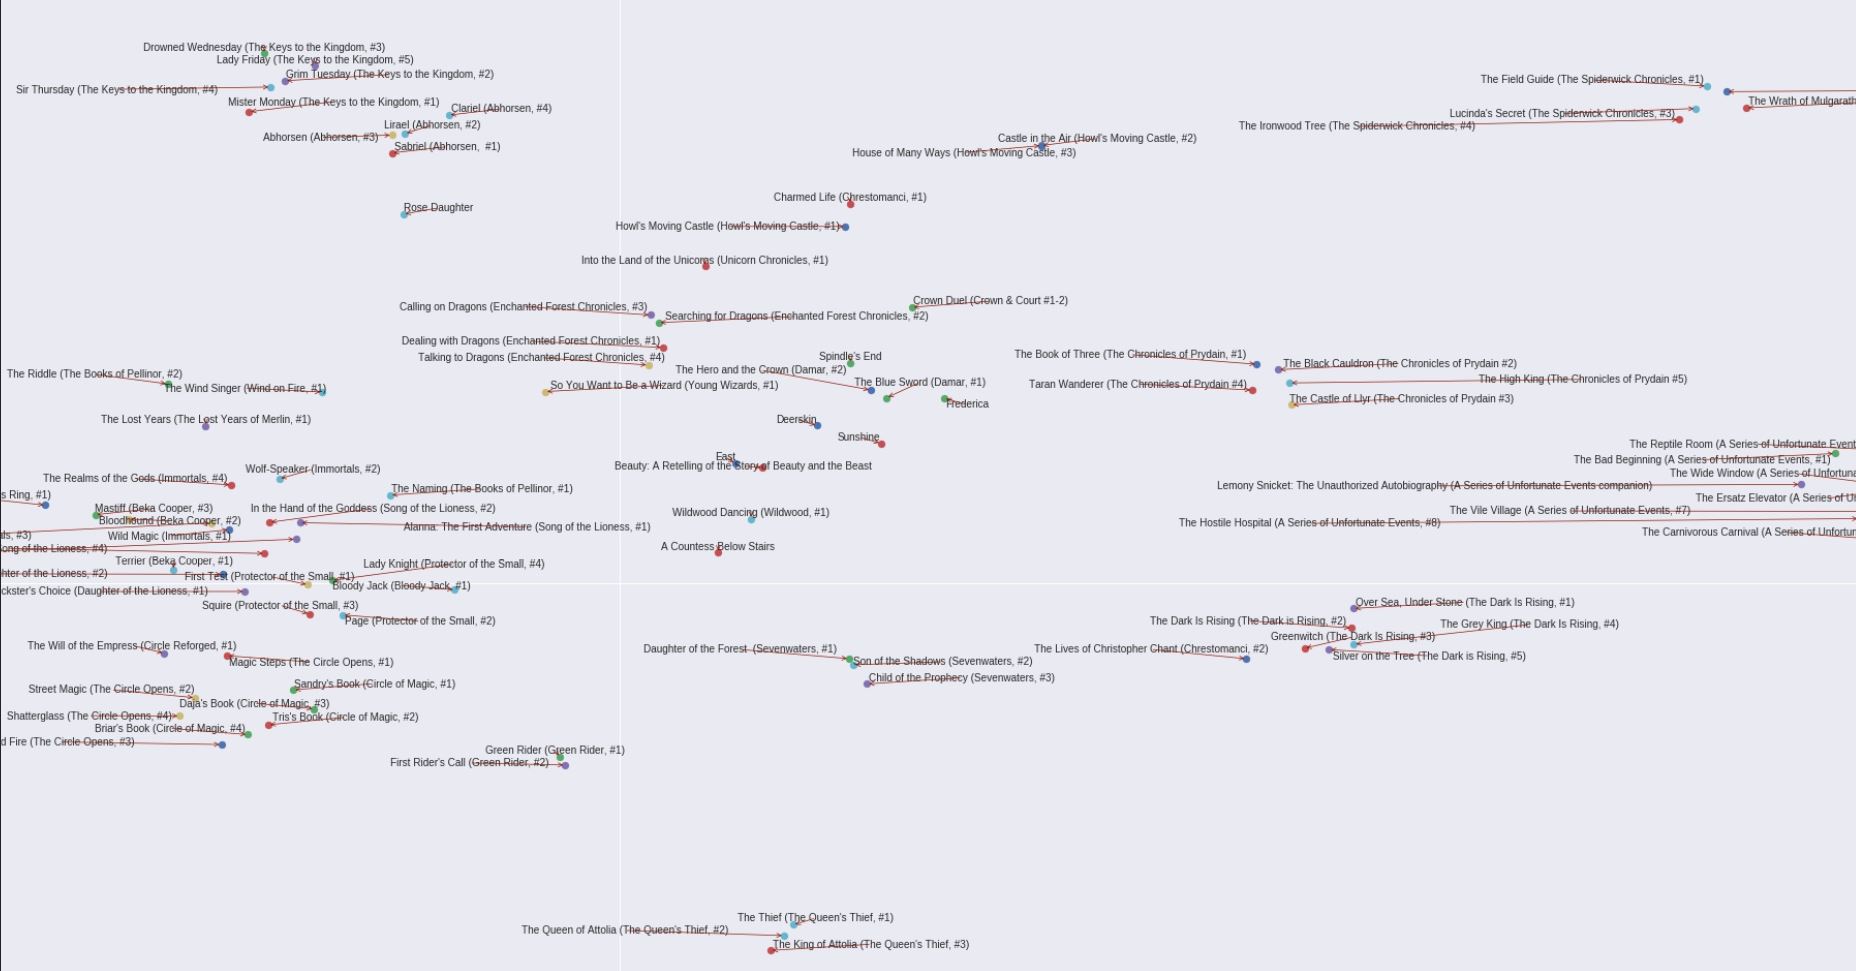 Drowned Wednesday (The Keys to the Kingdom, #3)
Lady Friday (The Keys to the Kingdom, #5)
Grim Tuesday (The Keys to the Kingdom, #2)
Sir Thursday (The Keys to the Kingdom, #4)
Mister Monday (The Keys to the Kingdom, #1)
Clariel (Abhorsen, #4)
Lirael (Abhorsen, #2)
Abhorsen (Abhorsen, #3)
Sabriel (Abhorsen, #1)
The Field Guide (The Spiderwick Chronicles, #1)
The Wrath of Mulgarath
Lucinda's Secret (The Spiderwick Chronicles, #3)
The Ironwood Tree (The Spiderwick Chronicles, #4)
Castle in the Air (Howl's Moving Castle, #2)
House of Many Ways (Howl's Moving Castle, #3)
Charmed Life (Chrestomanci, #1)
Rose Daughter
Howl's Moving Castle (Howl's Moving Castle, #1)
Into the Land of the Unicorns (Unicorn Chronicles, #1)
Crown Duel (Crown & Court #1-2)
Calling on Dragons (Enchanted Forest Chronicles, #3)
Searching for Dragons (Enchanted Forest Chronicles, #2)
Dealing with Dragons (Enchanted Forest Chronicles, #1)
Talking to Dragons (Enchanted Forest Chronicles, #4)
Spindle's End
The Hero and the Crown (Damar, #2)
The Blue Sword (Damar, #1)
So You Want to Be a Wizard (Young Wizards, #1)
Frederica
The Book of Three (The Chronicles of Prydain, #1)
The Black Cauldron (The Chronicles of Prydain #2)
The High King (The Chronicles of Prydain #5)
Taran Wanderer (The Chronicles of Prydain #4)
The Castle of Llyr (The Chronicles of Prydain #3)
The Riddle (The Books of Pellinor, #2)
The Wind Singer (Wind on Fire, #1)
The Lost Years (The Lost Years of Merlin, #1)
Deerskin
Sunshine
East
Beauty: A Retelling of the Story of Beauty and the Beast
The Reptile Room (A Series of Unfortunate Event
The Bad Beginning (A Series of Unfortunate Events, #1)
The Wide Window (A Series of Unfortuna
Lemony Snicket: The Unauthorized Autobiography (A Series of Unfortunate Events companion)
The Ersatz Elevator (A Series of U
The Vile Village (A Series of Unfortunate Events, #7)
The Hostile Hospital (A Series of Unfortunate Events, #8)
The Carnivorous Carnival (A Series of Unfortun
Wolf-Speaker (Immortals, #2)
The Realms of the Gods (Immortals, #4)
The Naming (The Books of Pellinor, #1)
s Ring, #1)
Mastiff (Beka Cooper, #3)
In the Hand of the Goddess (Song of the Lioness, #2)
Bloodhound (Beka Cooper, #2)
Alanna: The First Adventure (Song of the Lioness, #1)
Wild Magic (Immortals, #1)
ls, #3)
ong of the Lioness, #4)
Wildwood Dancing (Wildwood, #1)
A Countess Below Stairs
Terrier (Beka Cooper, #1)
Lady Knight (Protector of the Small, #4)
hter of the Lioness, #2)
First Test (Protector of the Small, #1)
Bloody Jack (Bloody Jack, #1)
ckster's Choice (Daughter of the Lioness, #1)
Squire (Protector of the Small, #3)
Page (Protector of the Small, #2)
The Will of the Empress (Circle Reforged, #1)
Magic Steps (The Circle Opens, #1)
Sandry's Book (Circle of Magic, #1)
Street Magic (The Circle Opens, #2)
Daja's Book (Circle of Magic, #3)
Shatterglass (The Circle Opens, #4)
Tris's Book (Circle of Magic, #2)
Briar's Book (Circle of Magic, #4)
d Fire (The Circle Opens, #3)
Over Sea, Under Stone (The Dark Is Rising, #1)
The Dark Is Rising (The Dark is Rising, #2)
The Grey King (The Dark Is Rising, #4)
Greenwitch (The Dark Is Rising, #3)
Silver on the Tree (The Dark is Rising, #5)
The Lives of Christopher Chant (Chrestomanci, #2)
Daughter of the Forest (Sevenwaters, #1)
Son of the Shadows (Sevenwaters, #2)
Child of the Prophecy (Sevenwaters, #3)
Green Rider (Green Rider, #1)
First Rider's Call (Green Rider, #2)
The Thief (The Queen's Thief, #1)
The Queen of Attolia (The Queen's Thief, #2)
The King of Attolia (The Queen's Thief, #3)